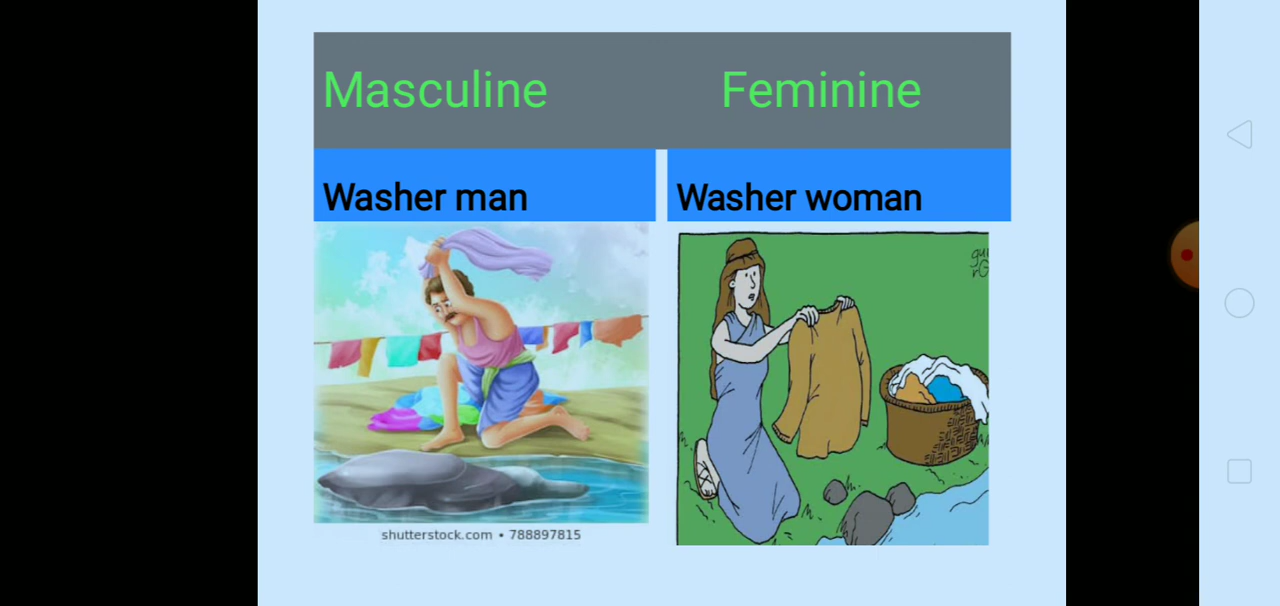 Masculine Feminine
Washer man Washer woman
shutterstock.com • 788897815